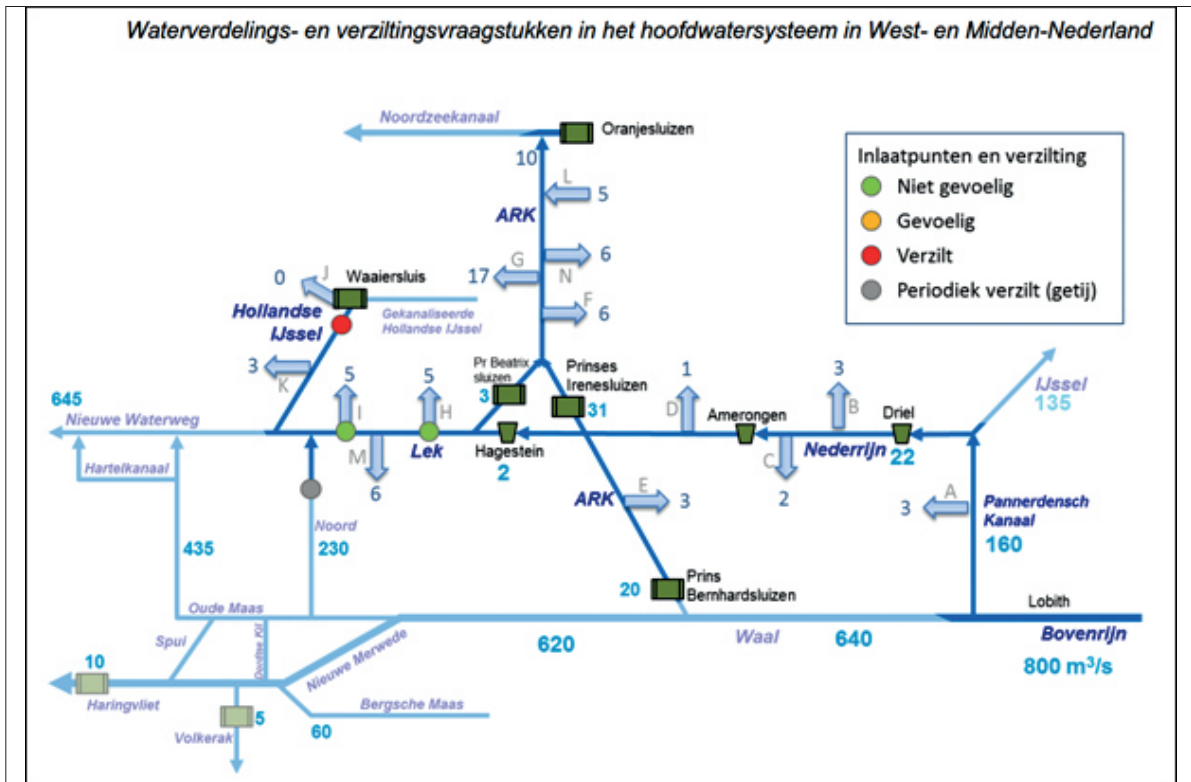 Waterverdelings- en verziltingsvraagstukken in het hoofdwatersysteem in West- en Midden-Nederland
Noordzeekanaal
Oranjesluizen
10
L
5
ARK
Inlaatpunten en verzilting
Niet gevoelig
Gevoelig
Verzilt
Periodiek verzilt (getij)
6
G
N
17
F
6
0
J
Waaiersluis
Hollandse
IJssel
Gekanaliseerde
Hollandse IJssel
3
K
5
I
5
H
Pr Beatrix
sluizen
3
Prinses
Irenesluizen
31
1
D
Amerongen
3
B
Driel
IJssel
135
645
Nieuwe Waterweg
M
6
Lek
Hagestein
2
C
2
Nederrijn
22
Hartelkanaal
ARK
E
3
3
A
Pannerdensch
Kanaal
160
435
Noord
230
20
Prins
Bernhardsluizen
Lobith
Oude Maas
Bovenrijn
Spui
Dordtse Kil
Nieuwe Merwede
620
Waal
640
800 m³/s
10
Haringvliet
5
Volkerak
60
Bergsche Maas